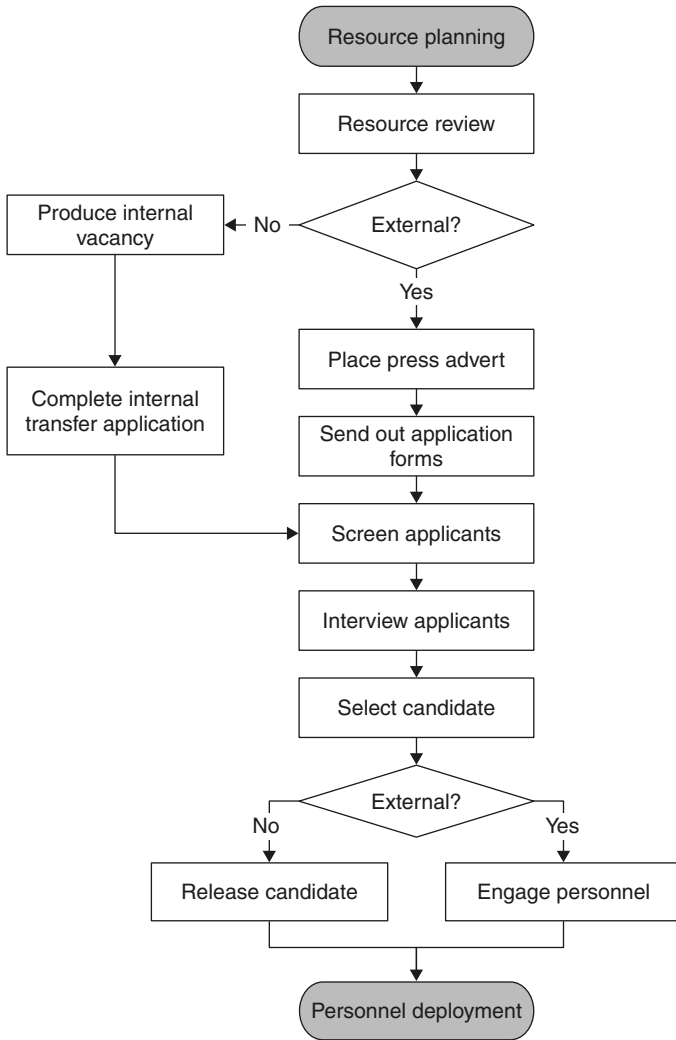 Resource planning
Resource review
Produce internal
vacancy
No
External?
Yes
Place press advert
Complete internal
transfer application
Send out application
forms
Screen applicants
Interview applicants
Select candidate
External?
No
Yes
Release candidate
Engage personnel
Personnel deployment